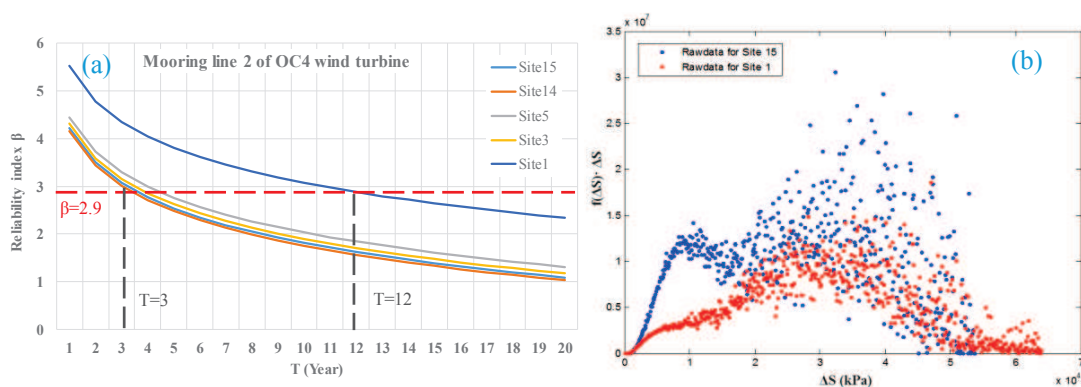 (a)
Mooring line 2 of OC4 wind turbine
Reliability index β
6
5
4
3
2
1
0
Site15
Site14
Site5
Site3
Site1
β=2.9
T=3
T=12
1 2 3 4 5 6 7 8 9 10 11 12 13 14 15 16 17 18 19 20
T (Year)
x 10⁷
(b)
Rawdata for Site 15
Rawdata for Site 1
f(ΔS)· ΔS
3.5
3
2.5
2
1.5
1
0.5
0
0 1 2 3 4 5 6 7
ΔS (kPa)